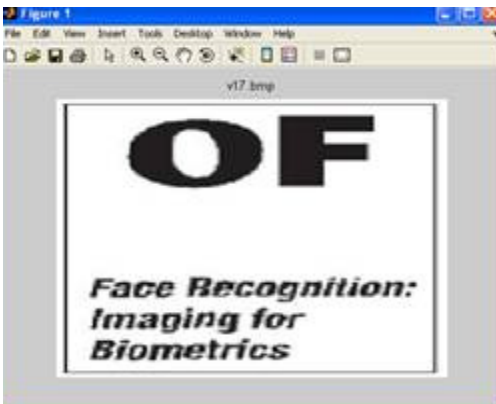 Figure 1
File Edit View Insert Tools Desktop Window Help
v17.bmp
OF
Face Recognition:
Imaging for
Biometrics